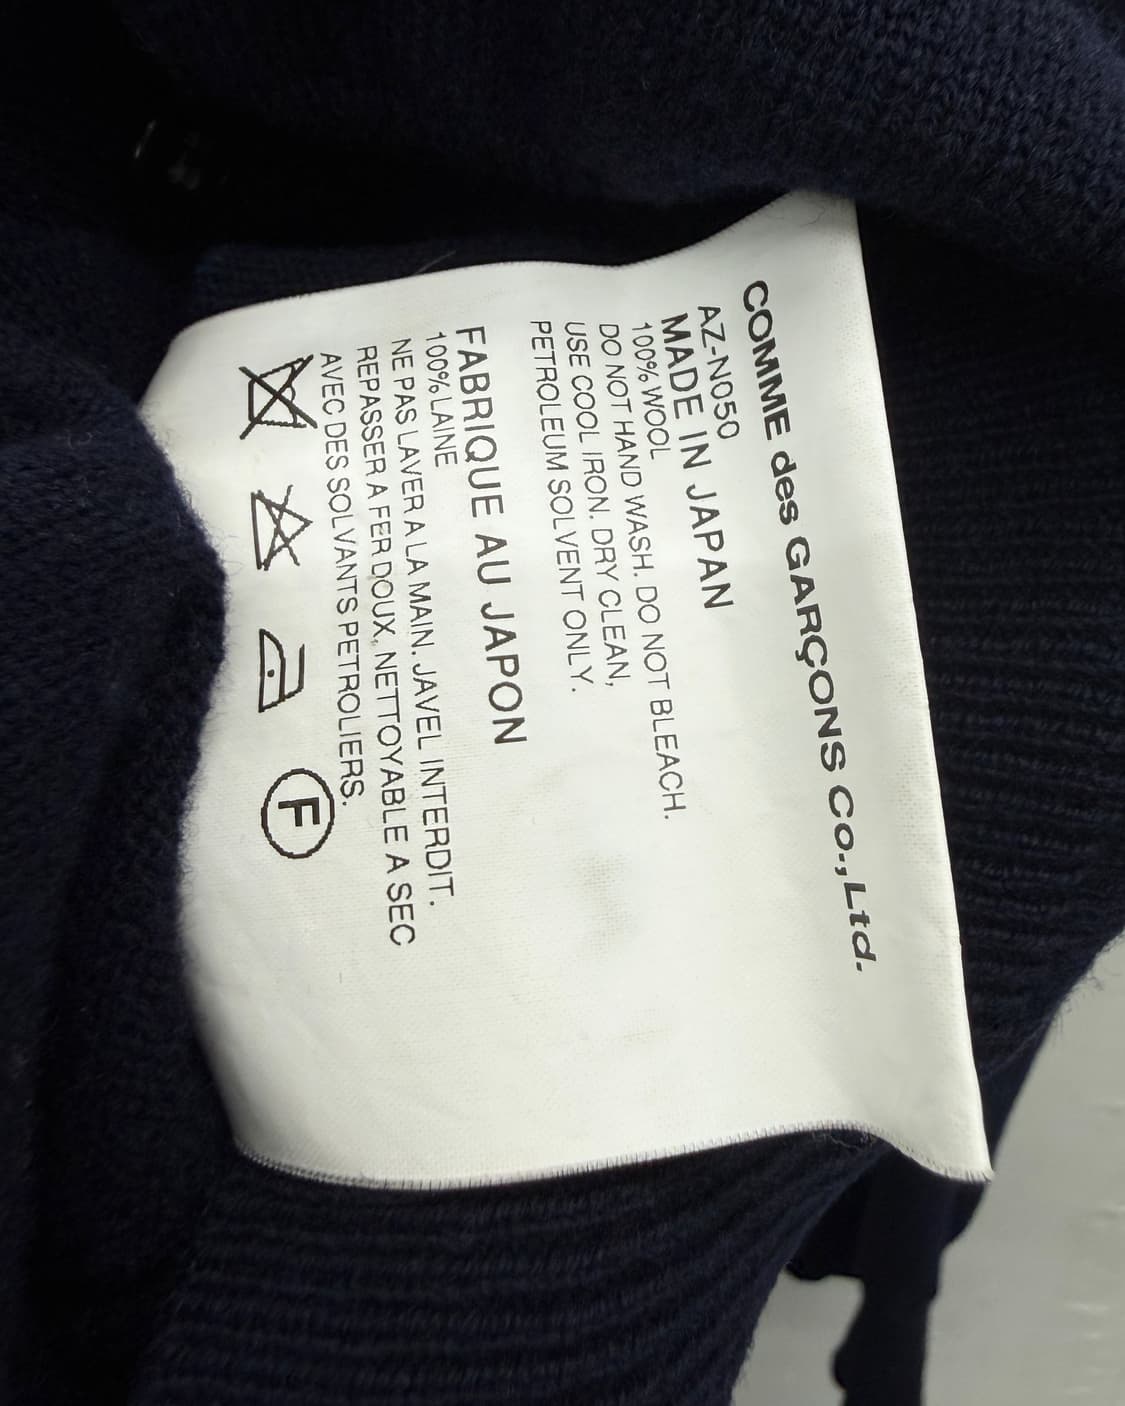 COMME des GARÇONS Co., Ltd.
AZ-N050
MADE IN JAPAN
100% WOOL
DO NOT HAND WASH. DO NOT BLEACH.
USE COOL IRON. DRY CLEAN,
PETROLEUM SOLVENT ONLY.
FABRIQUE AU JAPON
100% LAINE
NE PAS LAVER A LA MAIN. JAVEL INTERDIT.
REPASSER A FER DOUX. NETTOYABLE A SEC
AVEC DES SOLVANTS PETROLIERS.
F